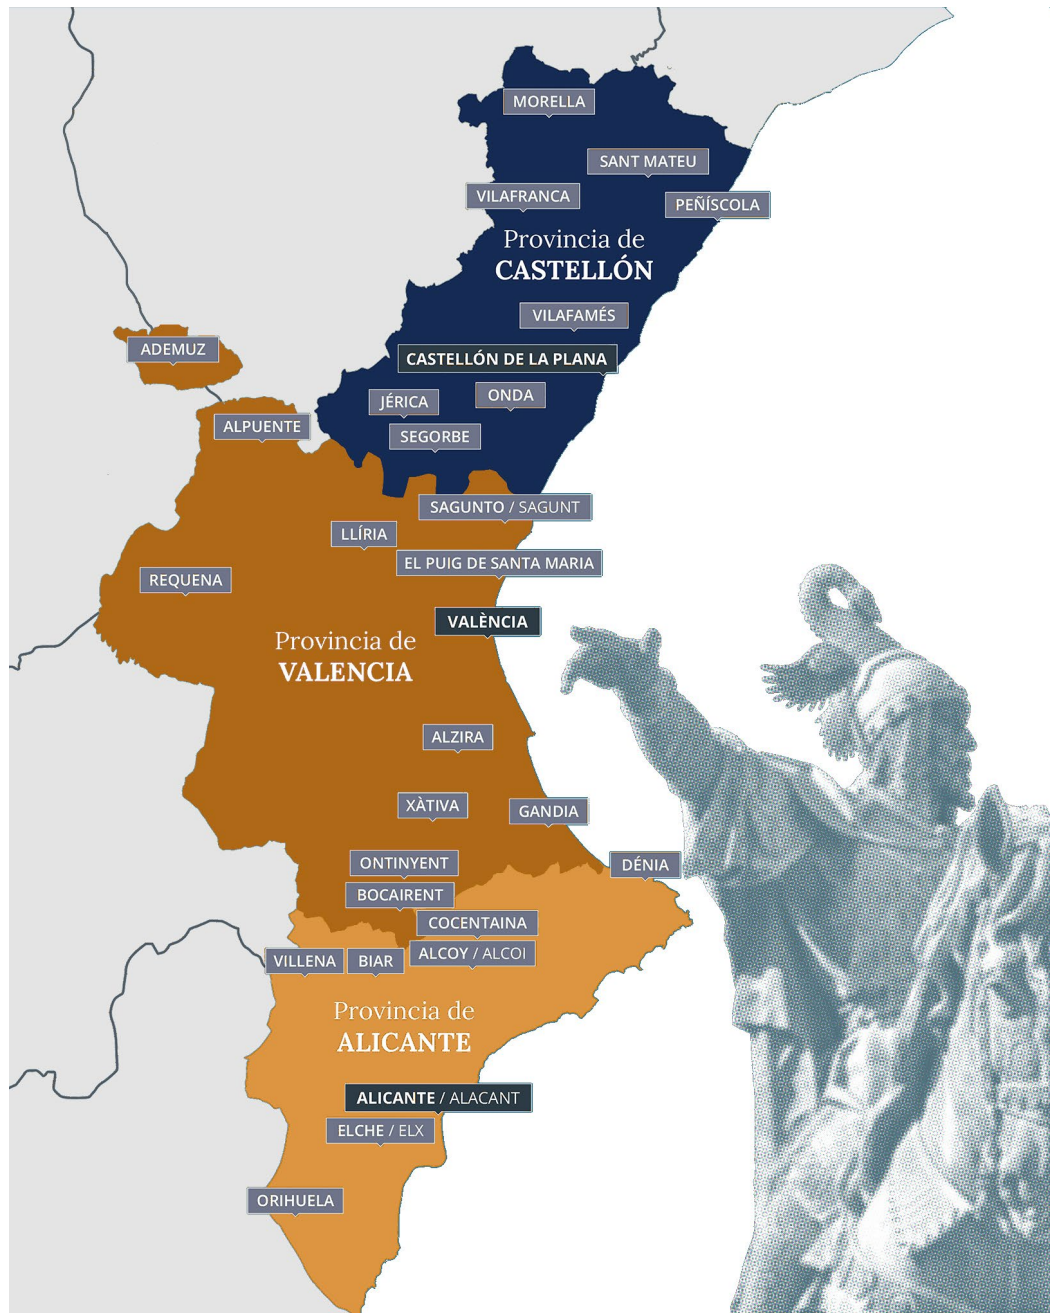 MORELLA
SANT MATEU
VILAFRANCA
PEÑÍSCOLA
Provincia de
CASTELLÓN
VILAFAMÉS
ADEMUZ
CASTELLÓN DE LA PLANA
JÉRICA
ONDA
ALPUENTE
SEGORBE
SAGUNTO / SAGUNT
LLÍRIA
EL PUIG DE SANTA MARIA
REQUENA
VALÈNCIA
Provincia de
VALENCIA
ALZIRA
XÀTIVA
GANDIA
ONTINYENT
DÉNIA
BOCAIRENT
COCENTAINA
ALCOY / ALCOI
VILLENA
BIAR
Provincia de
ALICANTE
ALICANTE / ALACANT
ELCHE / ELX
ORIHUELA